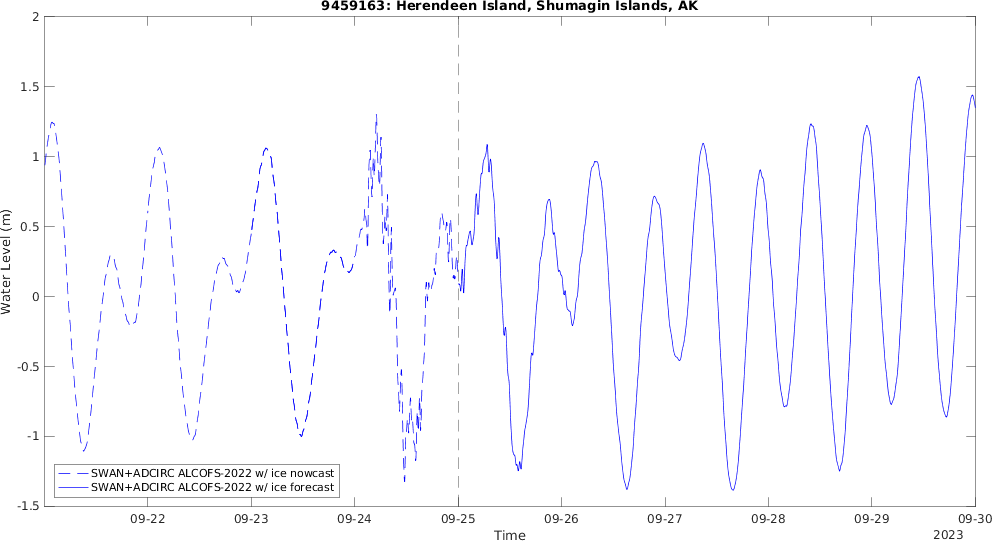 9459163: Herendeen Island, Shumagin Islands, AK
2
1.5
1
0.5
0
-0.5
-1
-1.5
Water Level (m)
SWAN+ADCIRC ALCOFS-2022 w/ ice nowcast
SWAN+ADCIRC ALCOFS-2022 w/ ice forecast
09-22 09-23 09-24 09-25 09-26 09-27 09-28 09-29 09-30
Time
2023